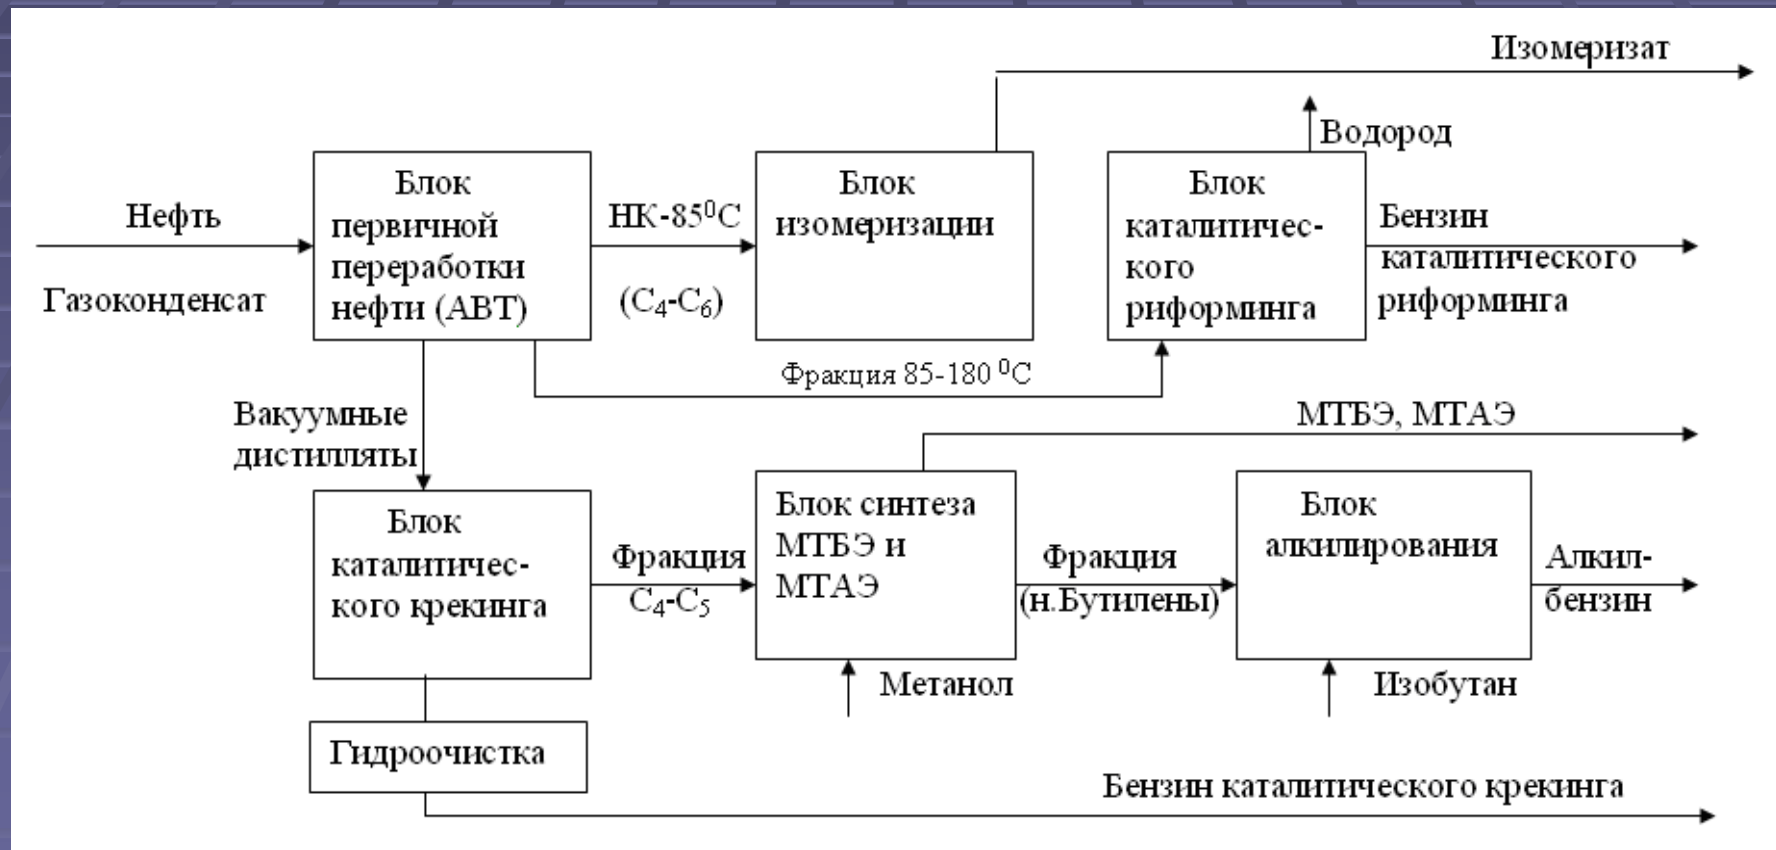 Изомеризат
Водород
Нефть
Газоконденсат
Блок
первичной
переработки
нефти (АВТ)
НК-85⁰С
(С₄-С₆)
Блок
изомеризации
Блок
каталитичес-
кого
риформинга
Бензин
каталитического
риформинга
Фракция 85-180 ⁰С
Вакуумные
дистилляты
МТБЭ, МТАЭ
Блок
каталитичес-
кого крекинга
Фракция
С₄-С₅
Блок синтеза
МТБЭ и
МТАЭ
Фракция
(н.Бутилены)
Блок
алкилирования
Алкил-
бензин
Метанол
Изобутан
Гидроочистка
Бензин каталитического крекинга